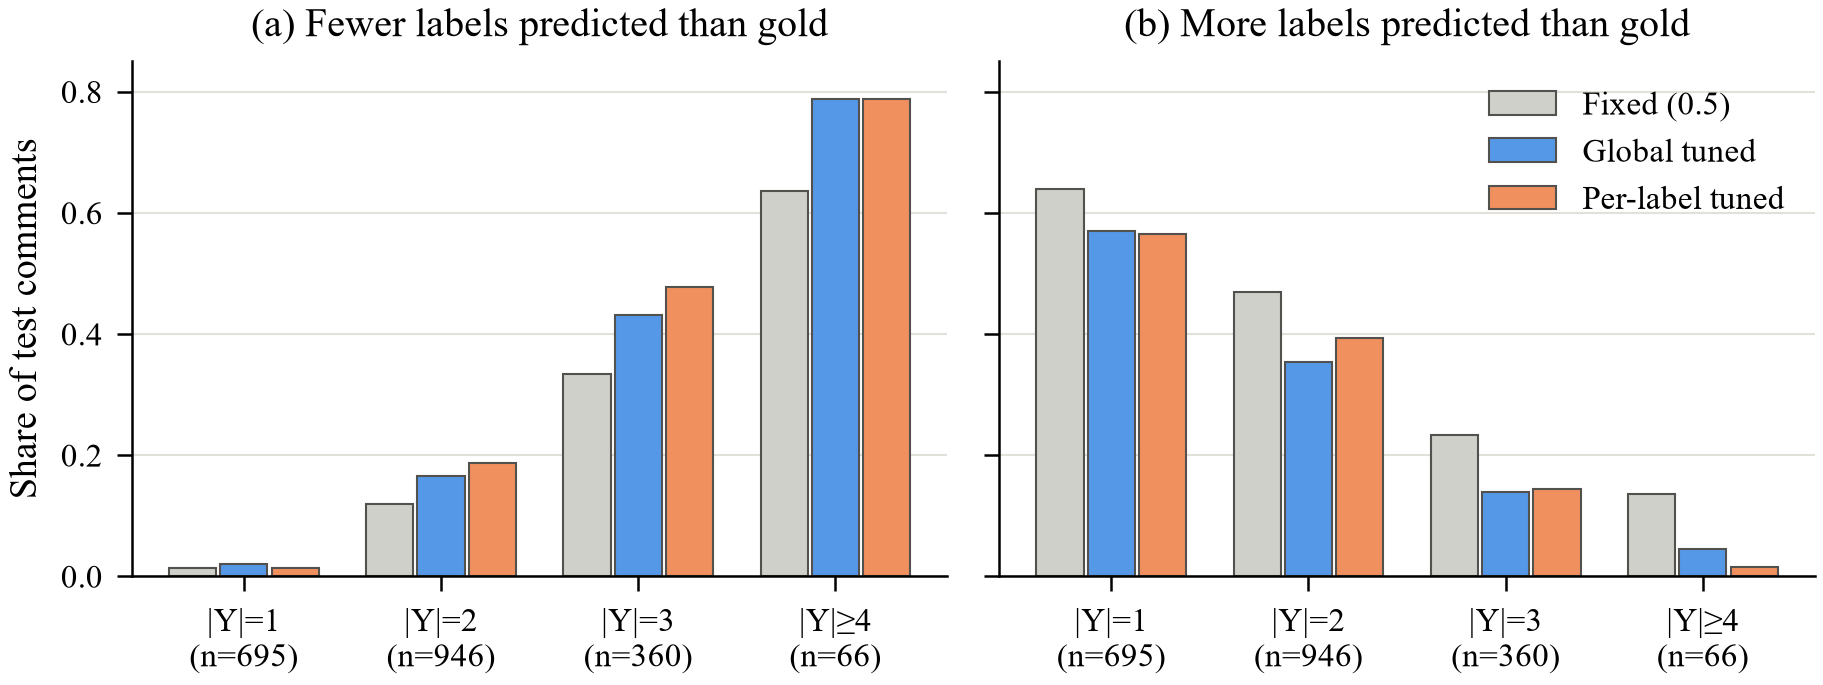 (a) Fewer labels predicted than gold
(b) More labels predicted than gold
Share of test comments
0.8
0.6
0.4
0.2
0.0
Fixed (0.5)
Global tuned
Per-label tuned
|Y|=1
(n=695)
|Y|=2
(n=946)
|Y|=3
(n=360)
|Y|≥4
(n=66)
|Y|=1
(n=695)
|Y|=2
(n=946)
|Y|=3
(n=360)
|Y|≥4
(n=66)